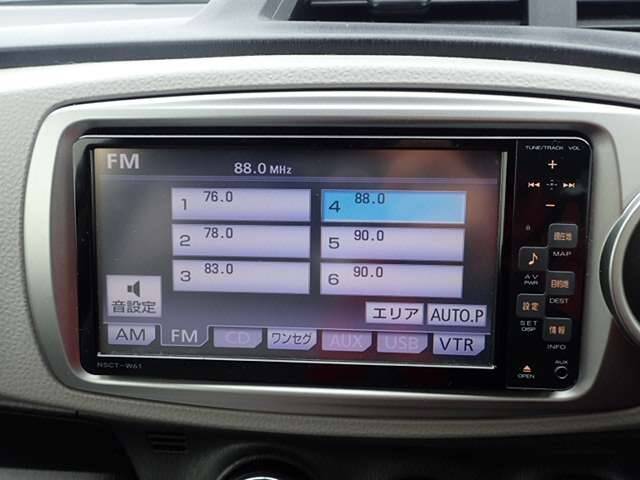 FM
88.0 MHz
1 76.0
4 88.0
2 78.0
5 90.0
3 83.0
6 90.0
音設定
エリア
AUTO.P
AM
FM
CD
ワンセグ
AUX
USB
VTR
NSCT-W61
TUNE/TRACK VOL
+
−
現在地
MAP
AV
PWR
目的地
DEST
設定
SET
DISP
情報
INFO
OPEN
AUX